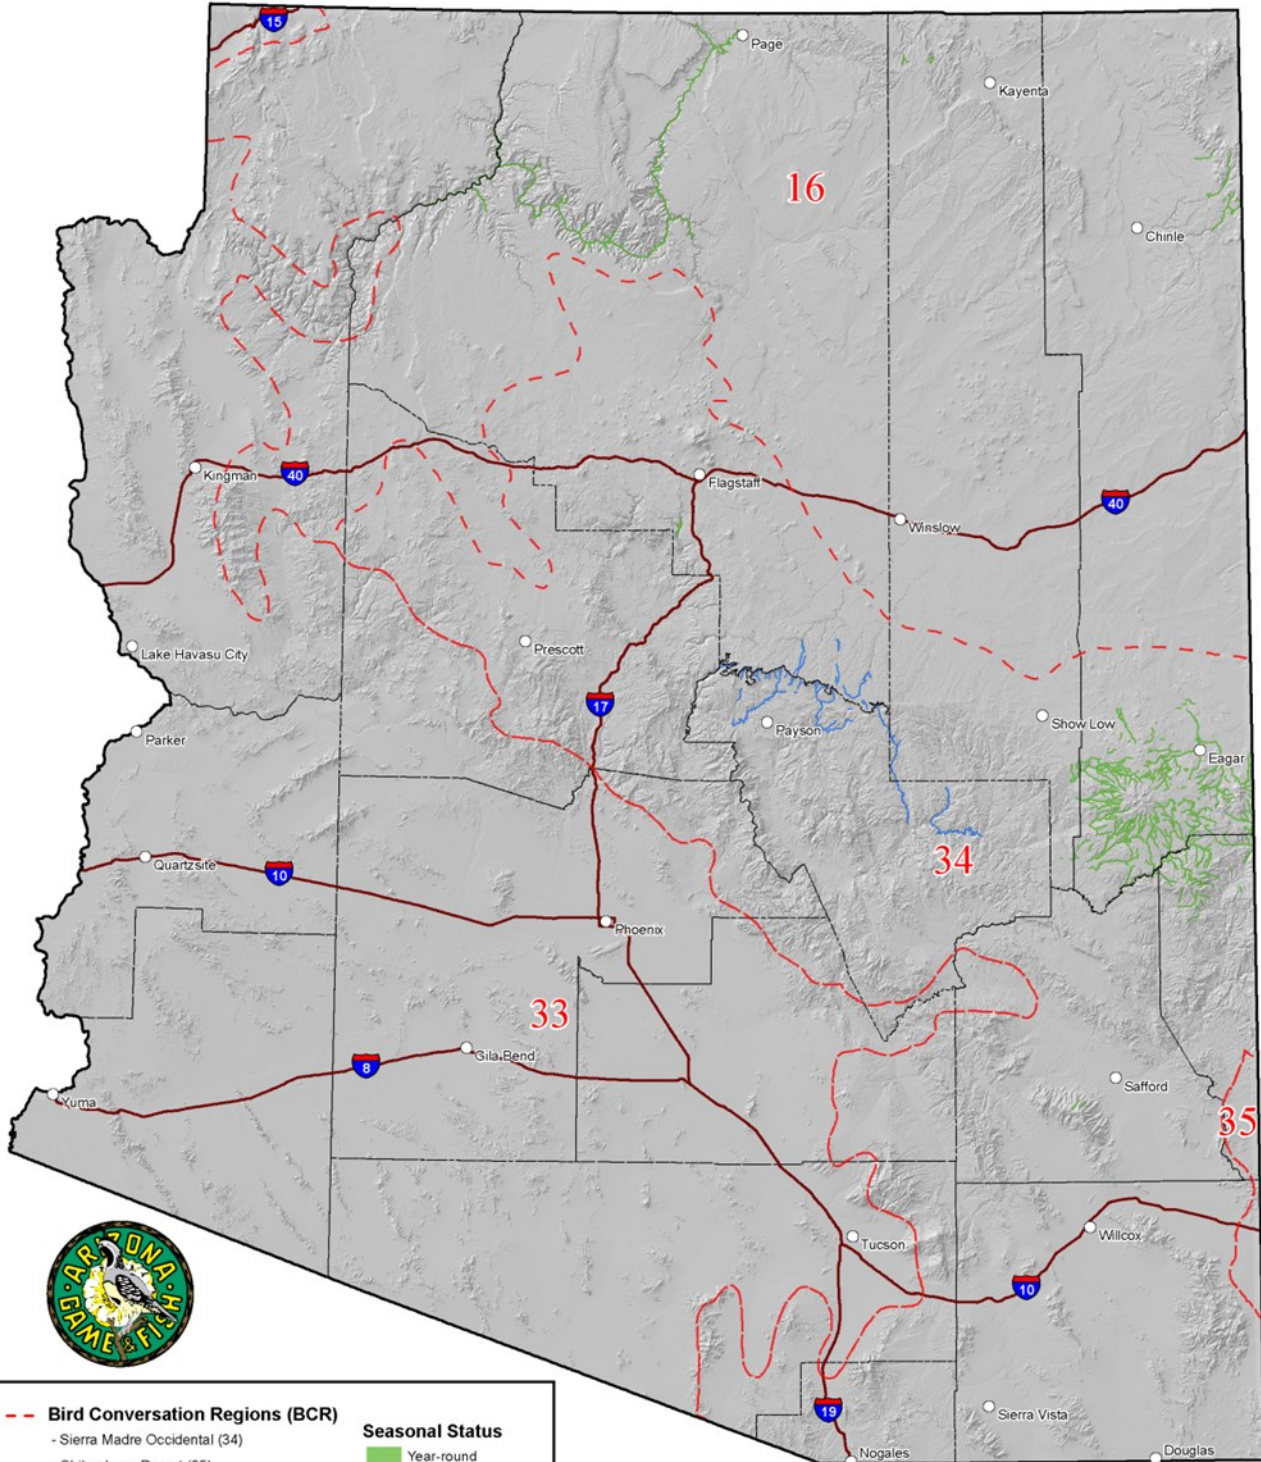 15
Page
Kayenta
16
Chinle
Kingman
40
Flagstaff
40
Winslow
Lake Havasu City
Prescott
17
Parker
Payson
Show Low
Eagar
Quartzsite
10
34
Phoenix
33
Gila Bend
8
Safford
Yuma
35
Tucson
Willcox
10
ARIZONA
GAME & FISH
19
Sierra Vista
Nogales
Douglas
Bird Conversation Regions (BCR)
- Sierra Madre Occidental (34)
Seasonal Status
Year-round